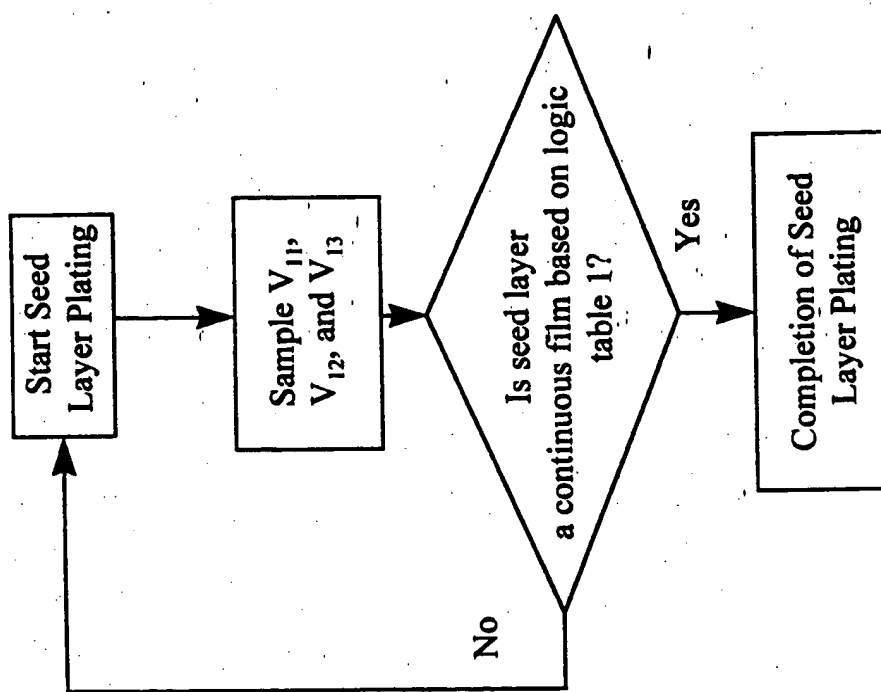 Start Seed
Layer Plating
Sample V₁₁,
V₁₂, and V₁₃
Is seed layer
a continuous film based on logic
table 1?
No
Yes
Completion of Seed
Layer Plating